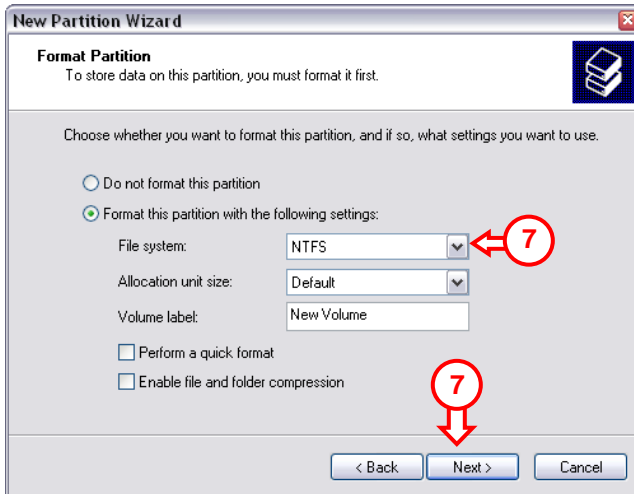 New Partition Wizard
Format Partition
To store data on this partition, you must format it first.
Choose whether you want to format this partition, and if so, what settings you want to use.
Do not format this partition
Format this partition with the following settings:
File system: NTFS 7
Allocation unit size: Default
Volume label: New Volume
Perform a quick format
Enable file and folder compression
7
< Back Next > Cancel